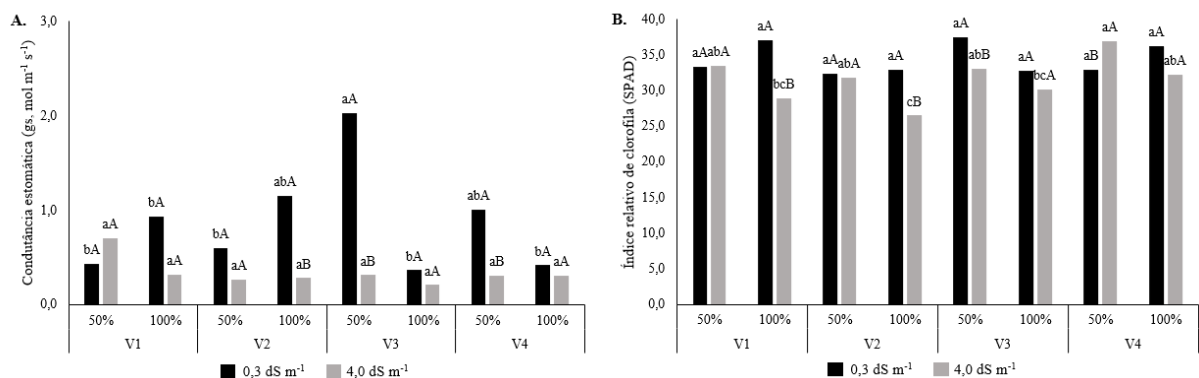 A.
Condutância estomática (gs, mol m⁻¹ s⁻¹)
3,0
2,0
1,0
0,0
bA aA bA aA bA aA abA aB aA aB bA aA abA aB bA aA
50% 100% 50% 100% 50% 100% 50% 100%
V1 V2 V3 V4
0,3 dS m⁻¹ 4,0 dS m⁻¹
B.
Índice relativo de clorofila (SPAD)
40,0
35,0
30,0
25,0
20,0
15,0
10,0
5,0
0,0
aA abA aA bcB aA abA aA cB aA abB aA bcA aB aA aA abA
50% 100% 50% 100% 50% 100% 50% 100%
V1 V2 V3 V4
0,3 dS m⁻¹ 4,0 dS m⁻¹